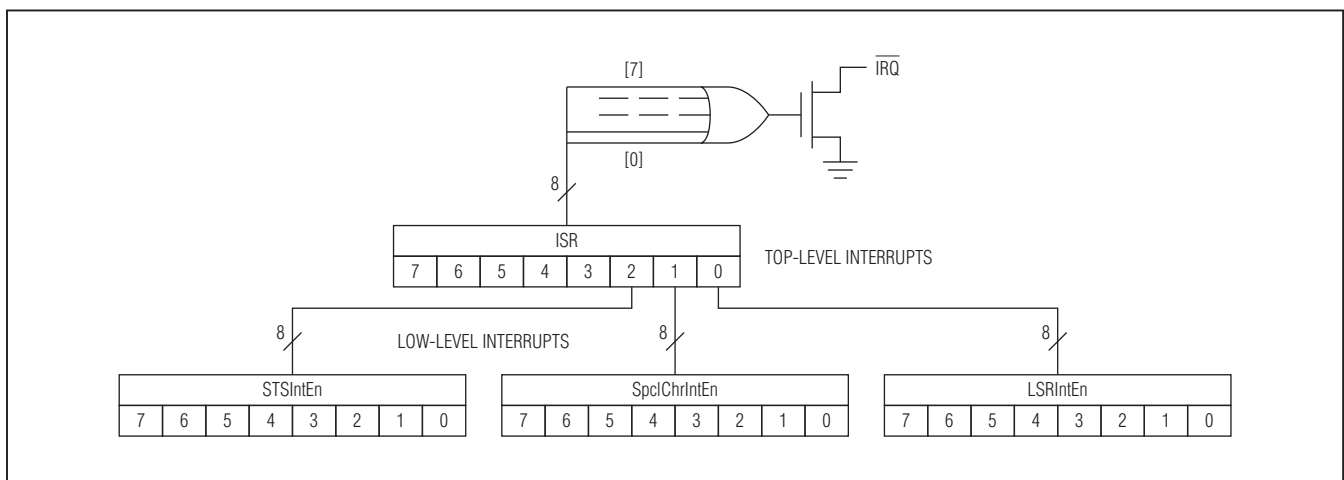 [7]
IRQ
[0]
8
ISR
7 6 5 4 3 2 1 0
TOP-LEVEL INTERRUPTS
8
LOW-LEVEL INTERRUPTS
8
8
STSIntEn
7 6 5 4 3 2 1 0
SpclChrIntEn
7 6 5 4 3 2 1 0
LSRIntEn
7 6 5 4 3 2 1 0